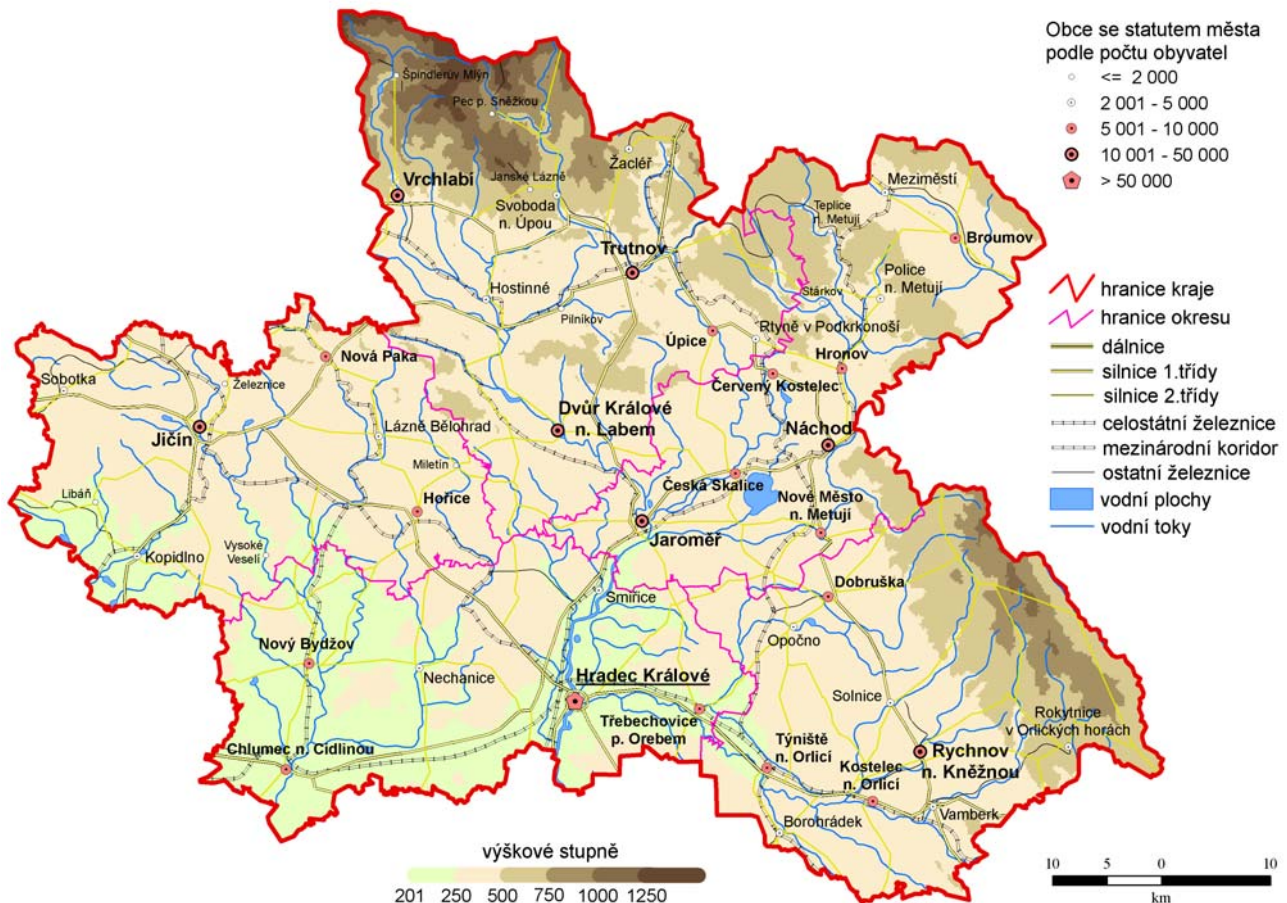 Obce se statutem města
podle počtu obyvatel
<= 2 000
2 001 - 5 000
5 001 - 10 000
10 001 - 50 000
> 50 000
Špindlerův Mlýn
Pec p. Sněžkou
Žacléř
Vrchlabí
Janské Lázně
Svoboda
n. Úpou
Meziměstí
Teplice
n. Metují
Broumov
Trutnov
Police
n. Metují
Hostinné
Stárkov
Pilníkov
Úpice
Rtyně v Podkrkonoší
Hronov
hranice kraje
hranice okresu
dálnice
silnice 1.třídy
silnice 2.třídy
celostátní železnice
mezinárodní koridor
ostatní železnice
vodní plochy
vodní toky
Nová Paka
Sobotka
Železnice
Červený Kostelec
Jičín
Lázně Bělohrad
Dvůr Králové
n. Labem
Náchod
Miletín
Česká Skalice
Libáň
Hořice
Nové Město
n. Metují
Jaroměř
Kopidlno
Vysoké
Veselí
Smiřice
Dobruška
Opočno
Nový Bydžov
Nechanice
Hradec Králové
Solnice
Třebechovice
p. Orebem
Rokytnice
v Orlických horách
Týniště
n. Orlicí
Rychnov
n. Kněžnou
Chlumec n. Cidlinou
Kostelec
n. Orlicí
Vamberk
Borohrádek
výškové stupně
201 250 500 750 1000 1250
10 5 0 10
km